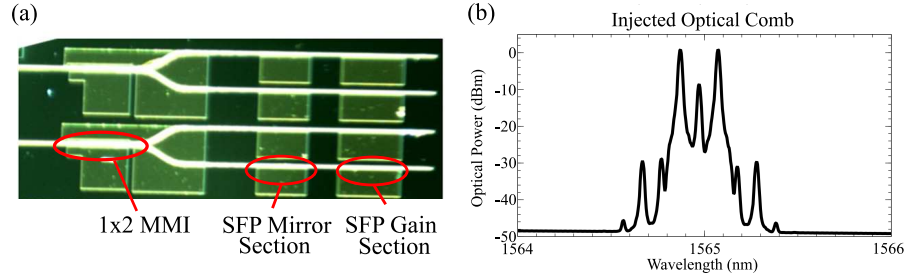 (a)
1x2 MMI
SFP Mirror
Section
SFP Gain
Section
(b)
Injected Optical Comb
Optical Power (dBm)
0
-10
-20
-30
-40
-50
1564
1565
1566
Wavelength (nm)